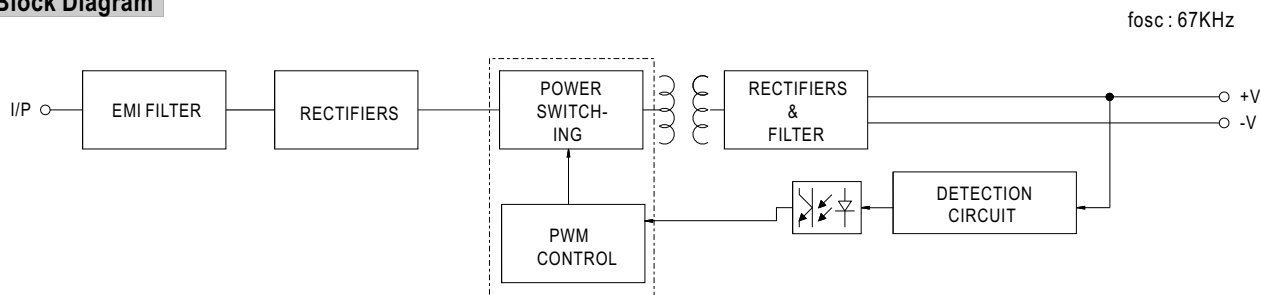 Block Diagram
fosc : 67KHz
I/P
EMI FILTER
RECTIFIERS
POWER
SWITCH-
ING
RECTIFIERS
&
FILTER
+V
-V
DETECTION
CIRCUIT
PWM
CONTROL